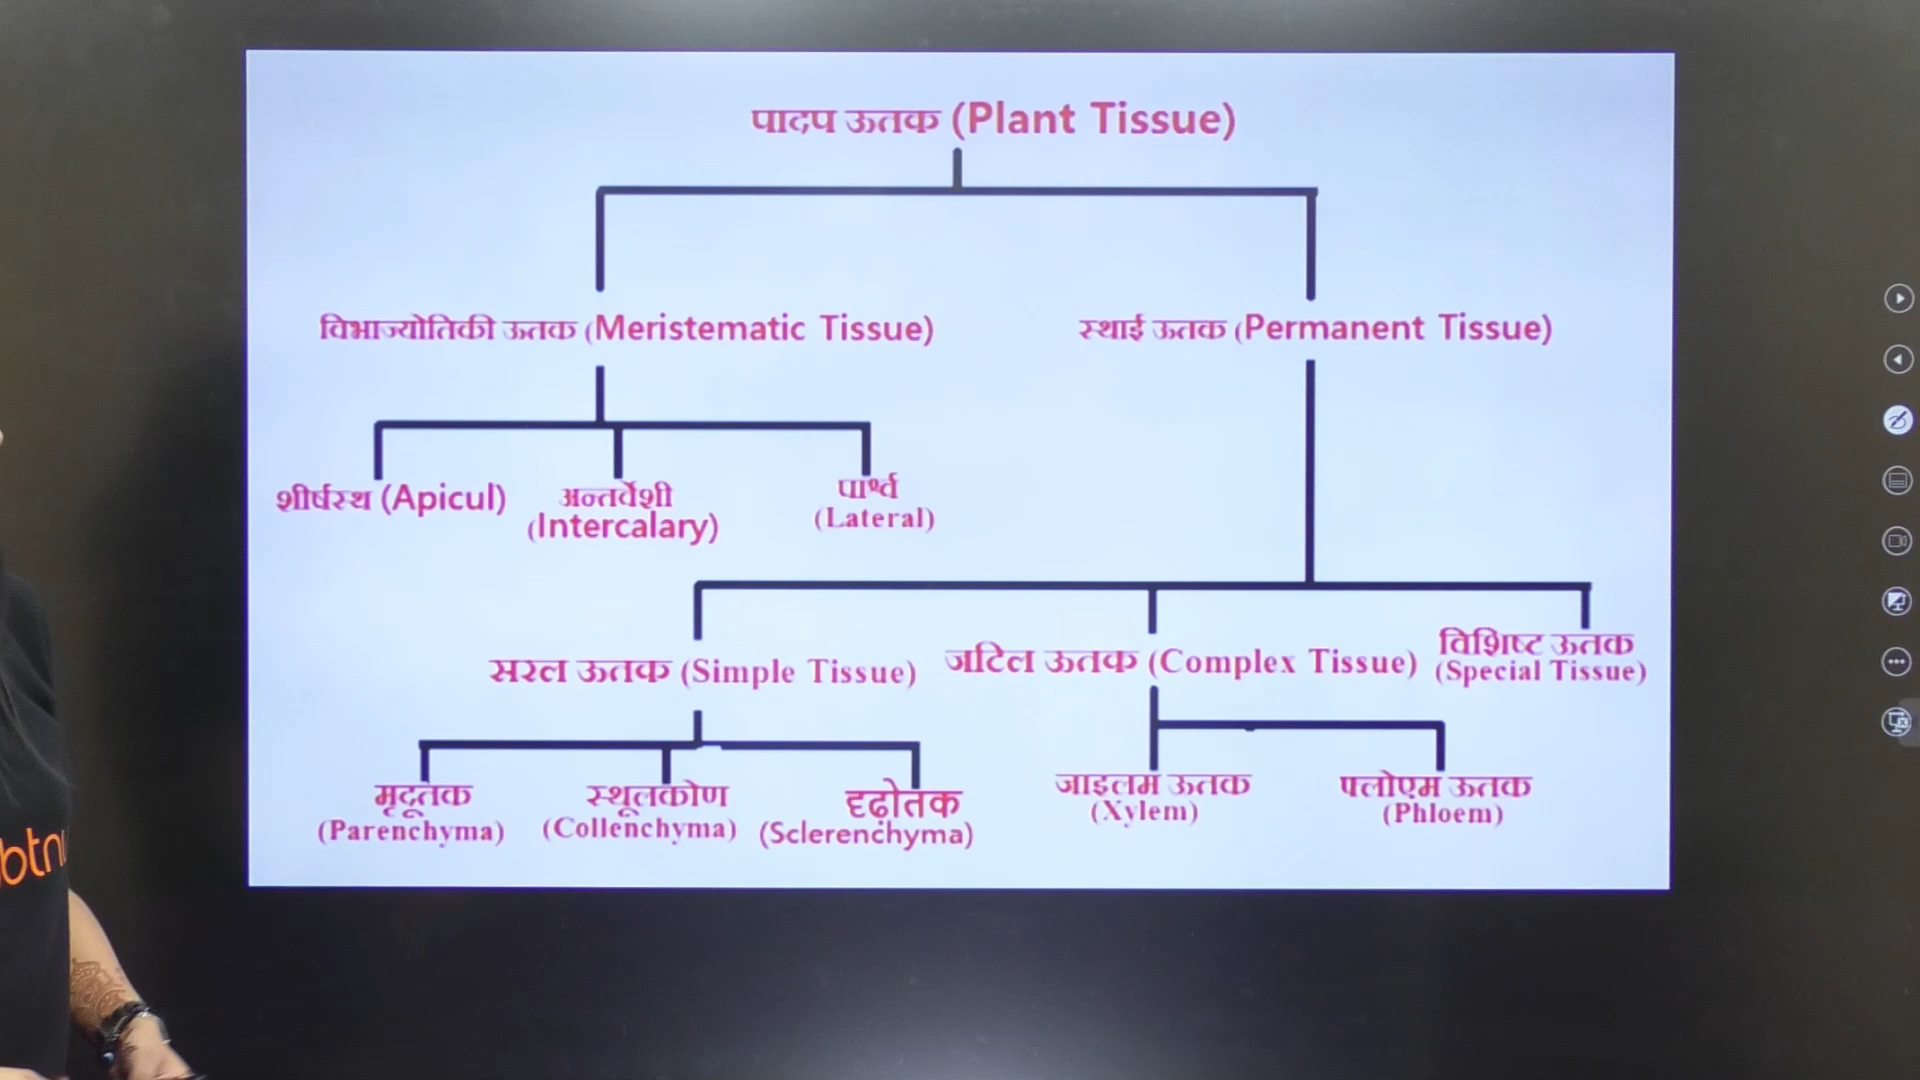 पादप ऊतक (Plant Tissue)
विभाज्योतिकी ऊतक (Meristematic Tissue)
स्थाई ऊतक (Permanent Tissue)
शीर्षस्थ (Apicul)
अन्तर्वेशी
(Intercalary)
पार्श्व
(Lateral)
सरल ऊतक (Simple Tissue)
जटिल ऊतक (Complex Tissue)
विशिष्ट ऊतक
(Special Tissue)
मृदूतक
(Parenchyma)
स्थूलकोण
(Collenchyma)
दृढ़ोतक
(Sclerenchyma)
जाइलम ऊतक
(Xylem)
फ्लोएम ऊतक
(Phloem)